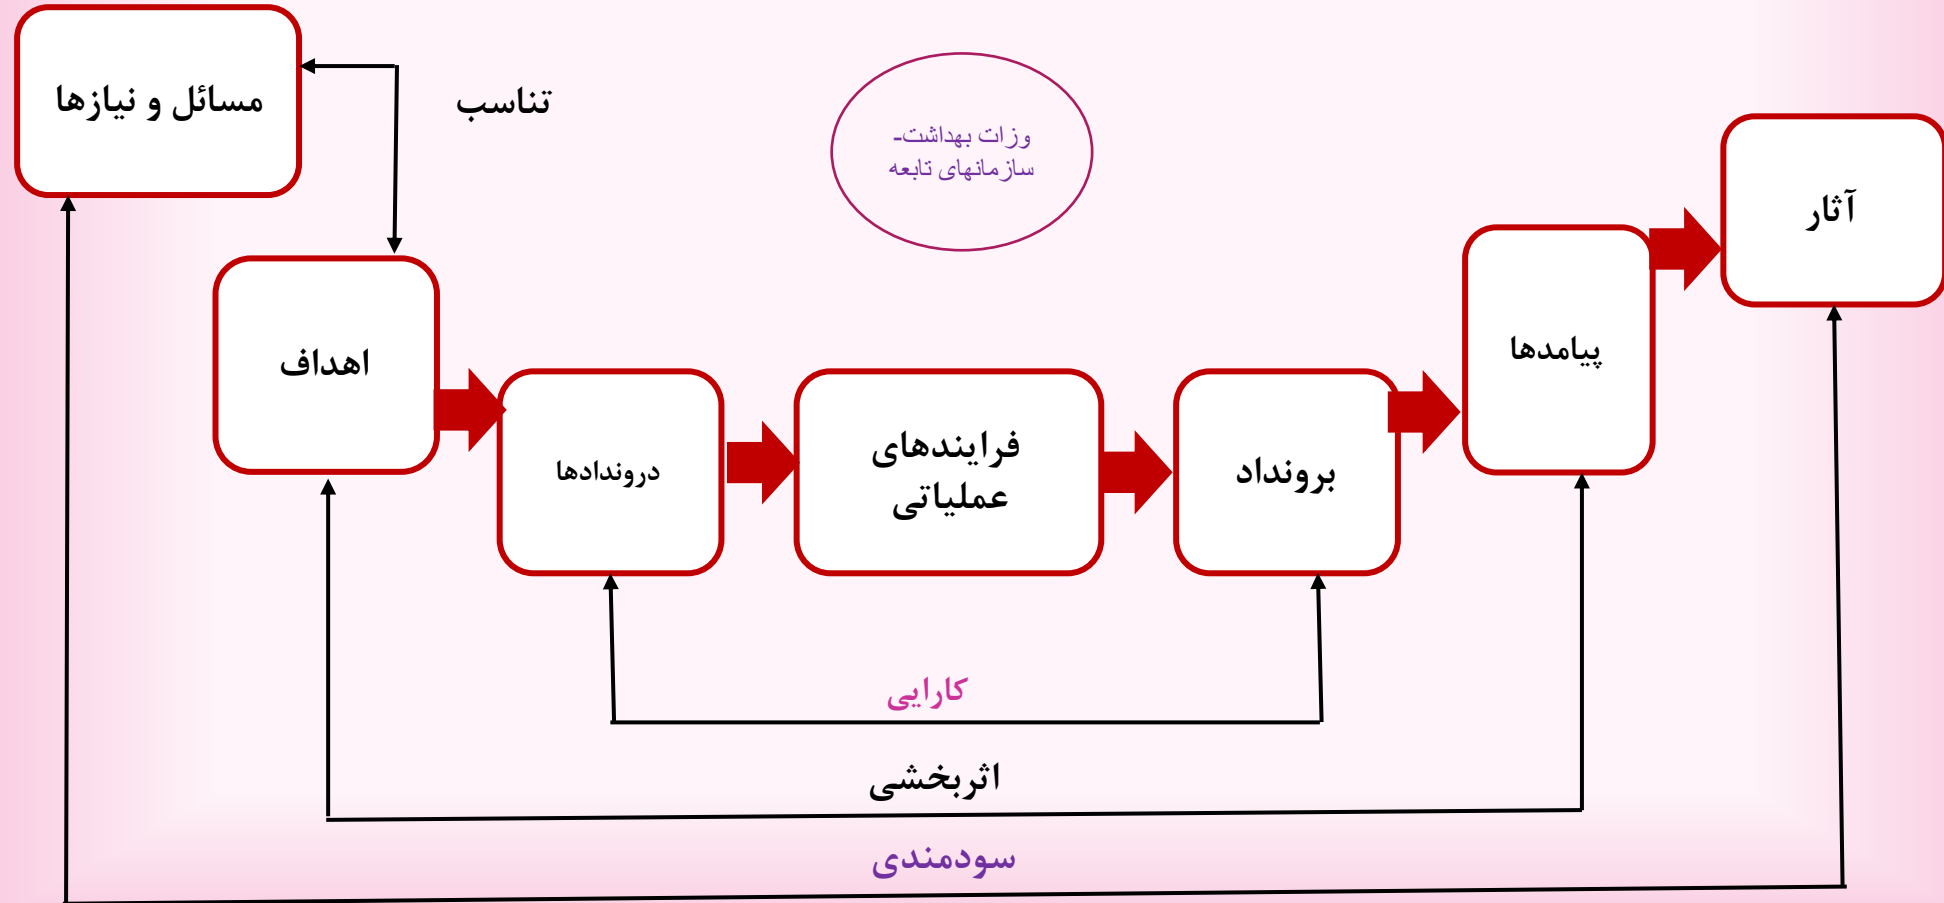 مسائل و نیازها
تناسب
وزات بهداشت-
سازمانهای تابعه
آثار
پیامدها
اهداف
دروندادها
فرایندهای
عملیاتی
برونداد
کارایی
اثربخشی
سودمندی